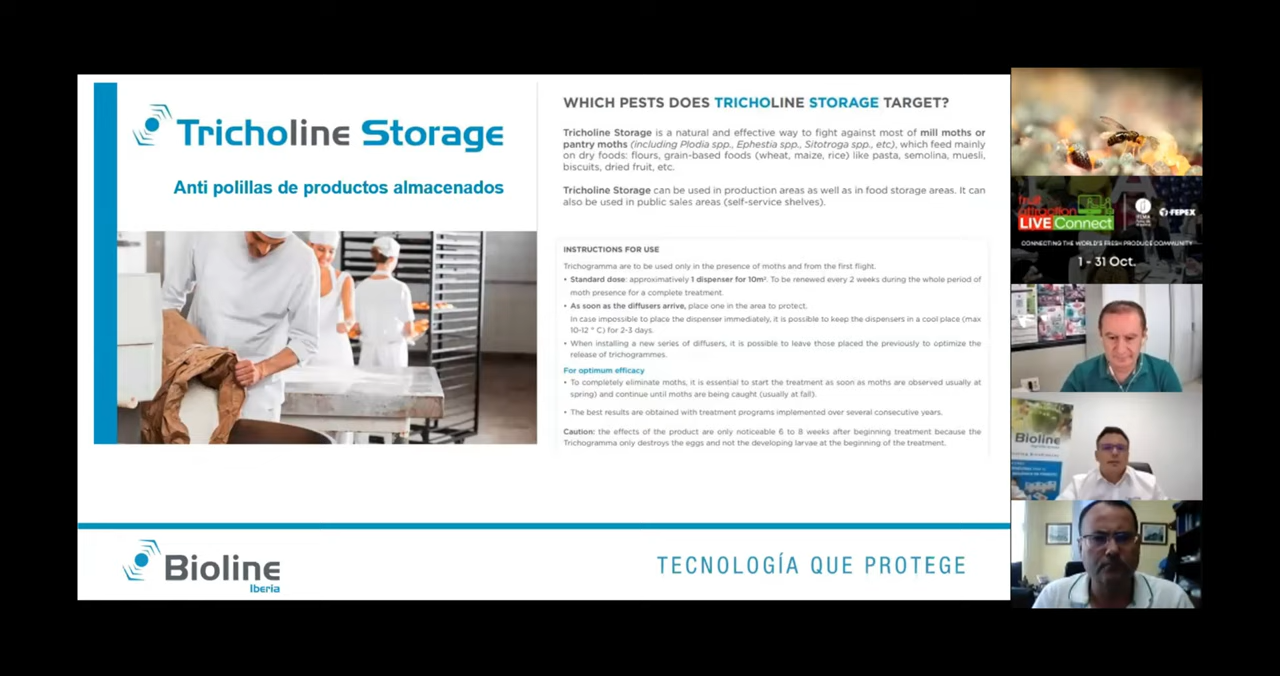 Tricholine Storage
Anti polillas de productos almacenados
WHICH PESTS DOES TRICHOLINE STORAGE TARGET?
Tricholine Storage is a natural and effective way to fight against most of mill moths or
pantry moths (including Plodia spp., Ephestia spp., Sitotroga spp., etc), which feed mainly
on dry foods: flours, grain-based foods (wheat, maize, rice) like pasta, semolina, muesli,
biscuits, dried fruit, etc.
Tricholine Storage can be used in production areas as well as in food storage areas. It can
also be used in public sales areas (self-service shelves).
INSTRUCTIONS FOR USE
Trichogramma are to be used only in the presence of moths and from the first flight.
• Standard dose: approximately 1 dispenser for 10m². To be renewed every 2 weeks during the whole period of
moth presence for a complete treatment.
• As soon as the diffusers arrive, place one in the area to protect.
In case impossible to place the dispenser immediately, it is possible to keep the dispensers in a cool place (max
10-12 ° C) for 2-3 days.
• When installing a new series of diffusers, it is possible to leave those placed the previously to optimize the
release of trichogrammes.
For optimum efficacy
• To completely eliminate moths, it is essential to start the treatment as soon as moths are observed usually at
spring) and continue until moths are being caught (usually at fall).
• The best results are obtained with treatment programs implemented over several consecutive years.
Caution: the effects of the product are only noticeable 6 to 8 weeks after beginning treatment because the
Trichogramma only destroys the eggs and not the developing larvae at the beginning of the treatment.
Bioline
Iberia
TECNOLOGÍA QUE PROTEGE
fruit
attraction
LIVE Connect
FEPEX
CONNECTING THE WORLD'S FRESH PRODUCE COMMUNITY
1 - 31 Oct.
Bioline